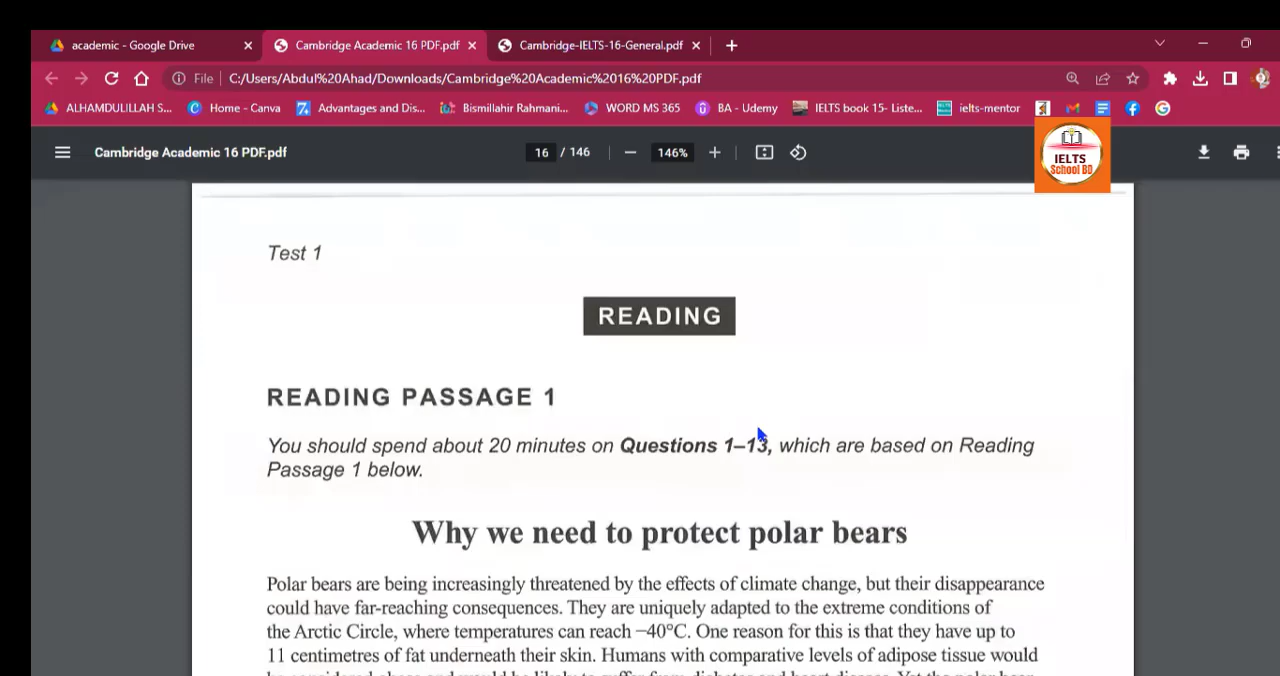 academic - Google Drive
Cambridge Academic 16 PDF.pdf
Cambridge-IELTS-16-General.pdf
File C:/Users/Abdul%20Ahad/Downloads/Cambridge%20Academic%2016%20PDF.pdf
ALHAMDULILLAH S... Home - Canva Advantages and Dis... Bismillahir Rahmani... WORD MS 365 BA - Udemy IELTS book 15- Liste... ielts-mentor
Cambridge Academic 16 PDF.pdf 16 / 146 146%
IELTS
School BD
Test 1
READING
READING PASSAGE 1
You should spend about 20 minutes on Questions 1–13, which are based on Reading
Passage 1 below.
Why we need to protect polar bears
Polar bears are being increasingly threatened by the effects of climate change, but their disappearance
could have far-reaching consequences. They are uniquely adapted to the extreme conditions of
the Arctic Circle, where temperatures can reach −40°C. One reason for this is that they have up to
11 centimetres of fat underneath their skin. Humans with comparative levels of adipose tissue would